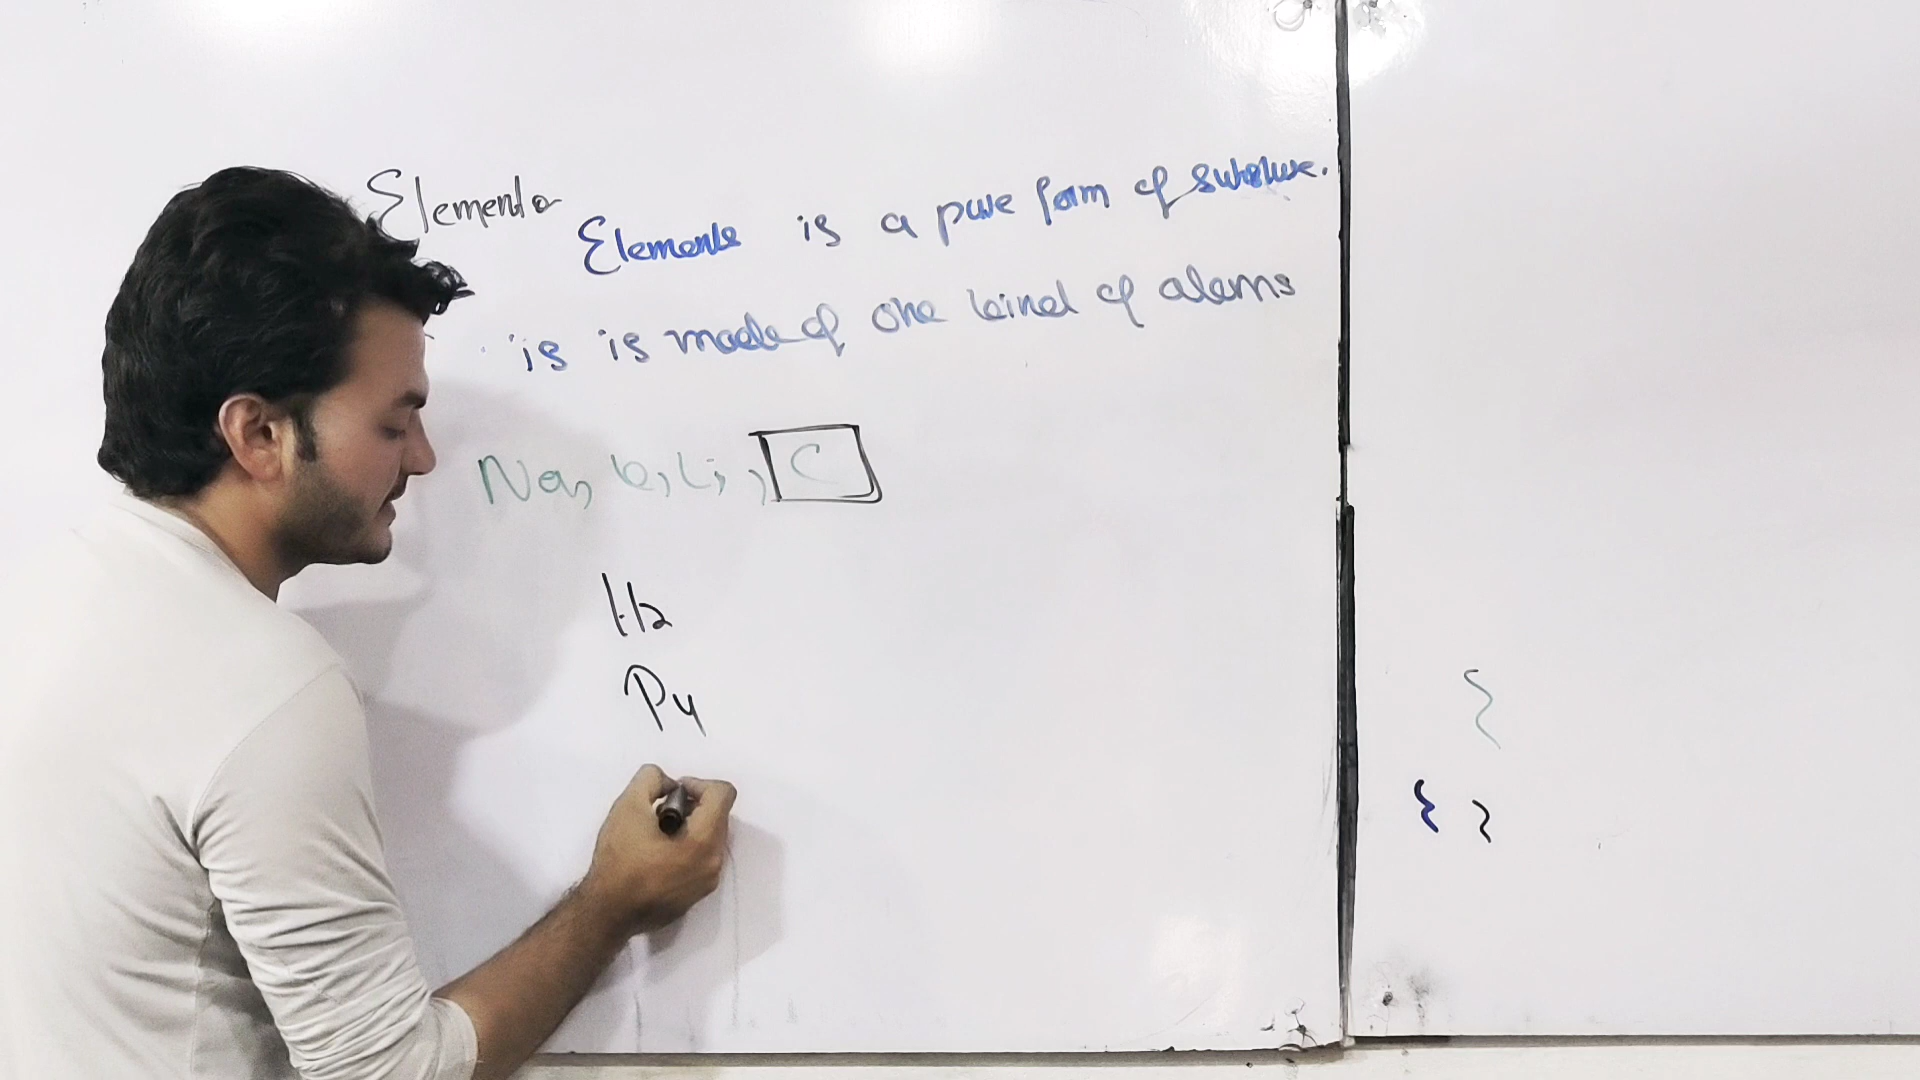 Elements
Elements is a pure form of substance.
is is made of one kind of atoms
Na, K, Li, , C
H2
P4